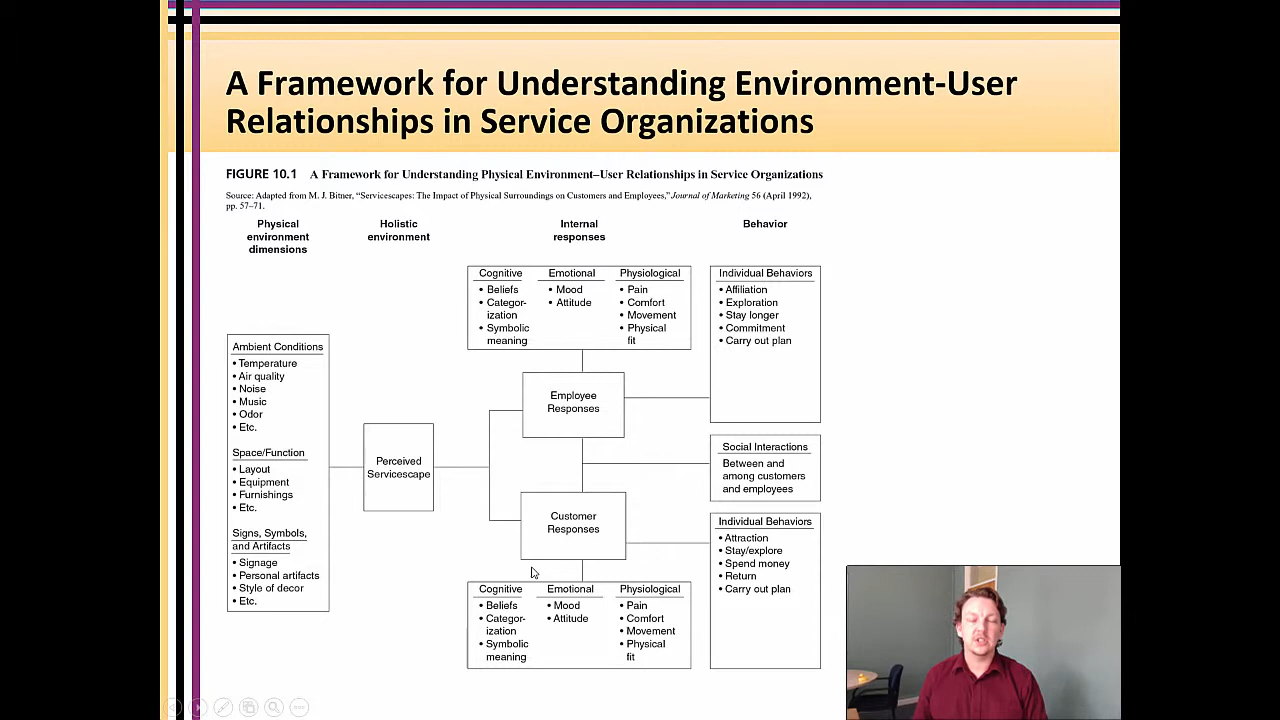 A Framework for Understanding Environment-User
Relationships in Service Organizations
FIGURE 10.1 A Framework for Understanding Physical Environment–User Relationships in Service Organizations
Source: Adapted from M. J. Bitner, “Servicescapes: The Impact of Physical Surroundings on Customers and Employees,” Journal of Marketing 56 (April 1992),
pp. 57–71.
Physical
environment
dimensions
Holistic
environment
Internal
responses
Behavior
Ambient Conditions
• Temperature
• Air quality
• Noise
• Music
• Odor
• Etc.
Space/Function
• Layout
• Equipment
• Furnishings
• Etc.
Signs, Symbols,
and Artifacts
• Signage
• Personal artifacts
• Style of decor
• Etc.
Perceived
Servicescape
Cognitive
• Beliefs
• Categor-
ization
• Symbolic
meaning
Emotional
• Mood
• Attitude
Physiological
• Pain
• Comfort
• Movement
• Physical
fit
Employee
Responses
Customer
Responses
Cognitive
• Beliefs
• Categor-
ization
• Symbolic
meaning
Emotional
• Mood
• Attitude
Physiological
• Pain
• Comfort
• Movement
• Physical
fit
Individual Behaviors
• Affiliation
• Exploration
• Stay longer
• Commitment
• Carry out plan
Social Interactions
Between and
among customers
and employees
Individual Behaviors
• Attraction
• Stay/explore
• Spend money
• Return
• Carry out plan